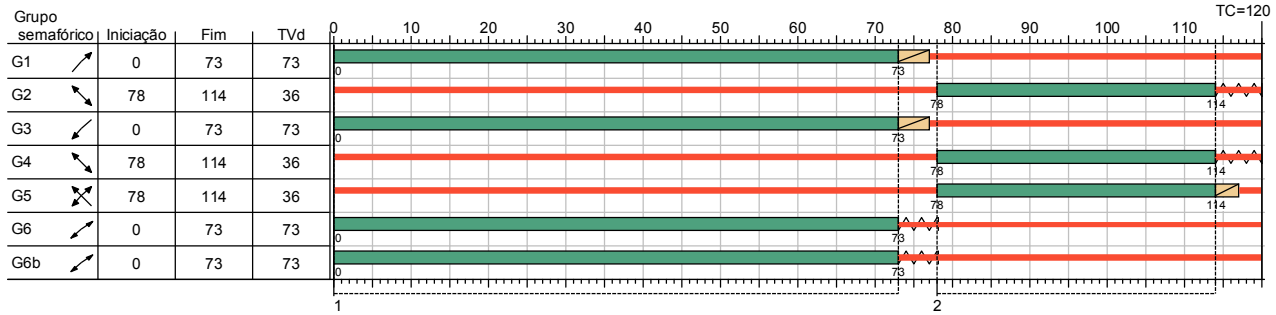 TC=120
Grupo
semafórico Iniciação Fim TVd 0 10 20 30 40 50 60 70 80 90 100 110
G1 0 73 73
0 73
G2 78 114 36
78 114
G3 0 73 73
0 73
G4 78 114 36
78 114
G5 78 114 36
78 114
G6 0 73 73
0 73
G6b 0 73 73
0 73
1 2